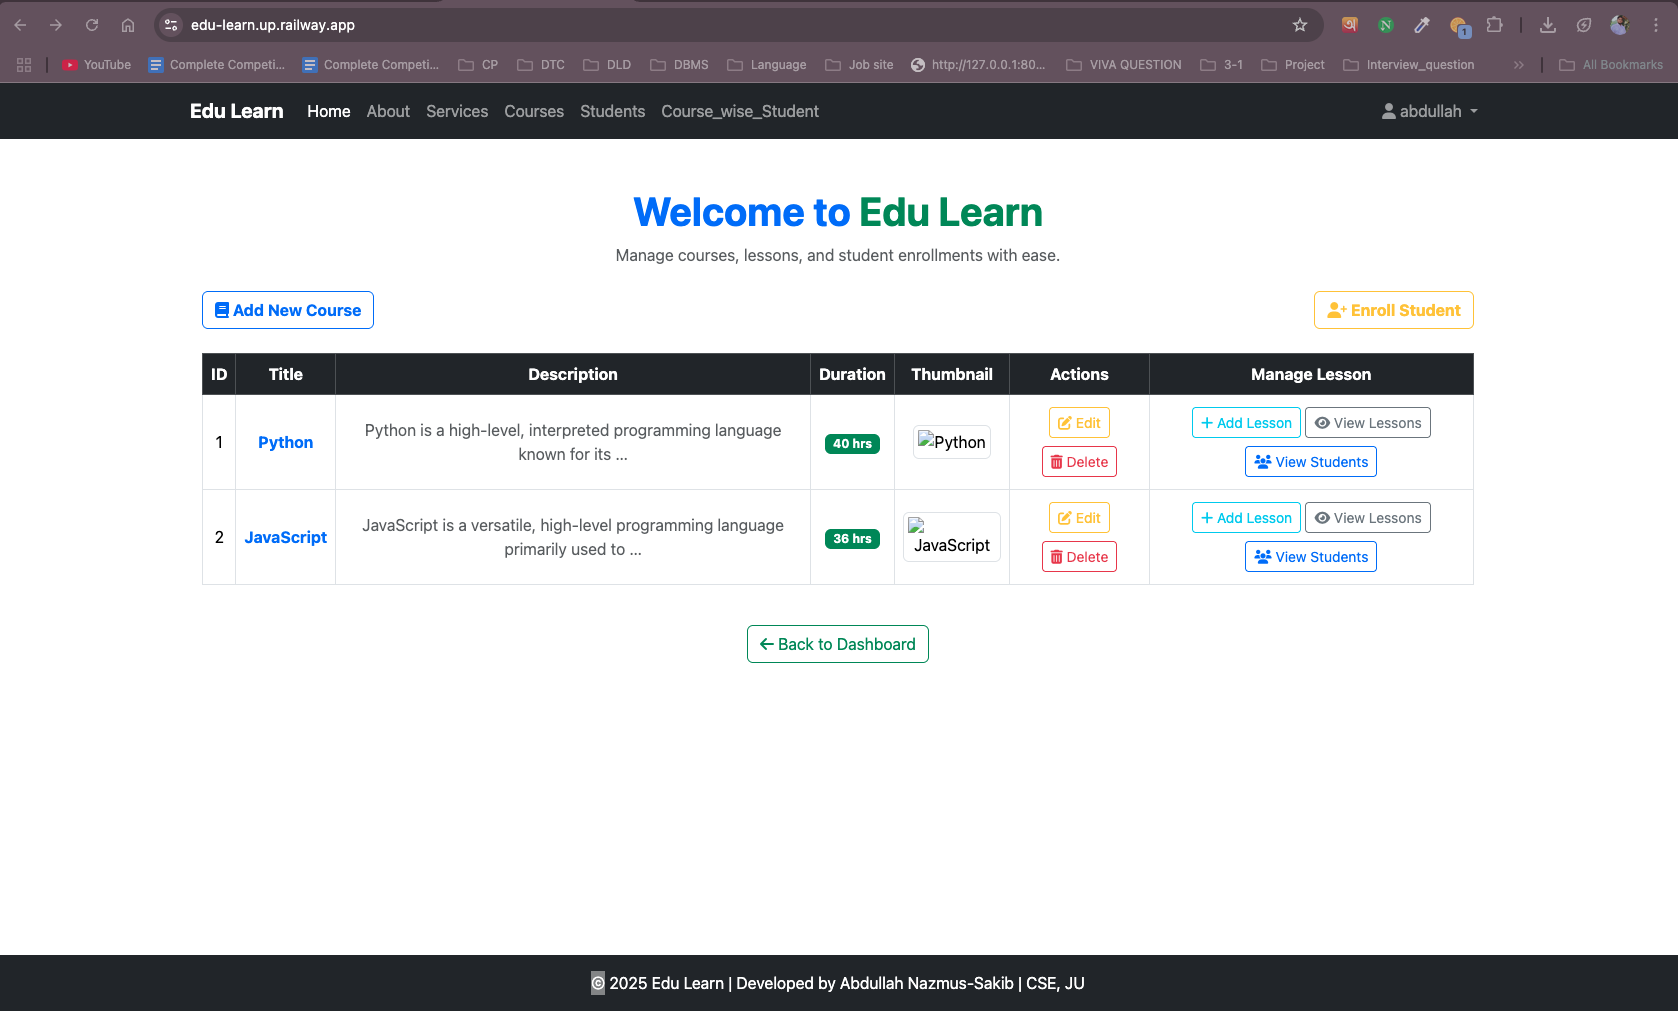 edu-learn.up.railway.app
1
YouTube Complete Competi... Complete Competi... CP DTC DLD DBMS Language Job site http://127.0.0.1:80... VIVA QUESTION 3-1 Project Interview_question » All Bookmarks
Edu Learn Home About Services Courses Students Course_wise_Student abdullah
Welcome to Edu Learn
Manage courses, lessons, and student enrollments with ease.
Add New Course Enroll Student
ID Title Description Duration Thumbnail Actions Manage Lesson
1 Python Python is a high-level, interpreted programming language
known for its ...
40 hrs Python Edit + Add Lesson View Lessons
Delete View Students
2 JavaScript JavaScript is a versatile, high-level programming language
primarily used to ...
36 hrs JavaScript Edit + Add Lesson View Lessons
Delete View Students
← Back to Dashboard
© 2025 Edu Learn | Developed by Abdullah Nazmus-Sakib | CSE, JU